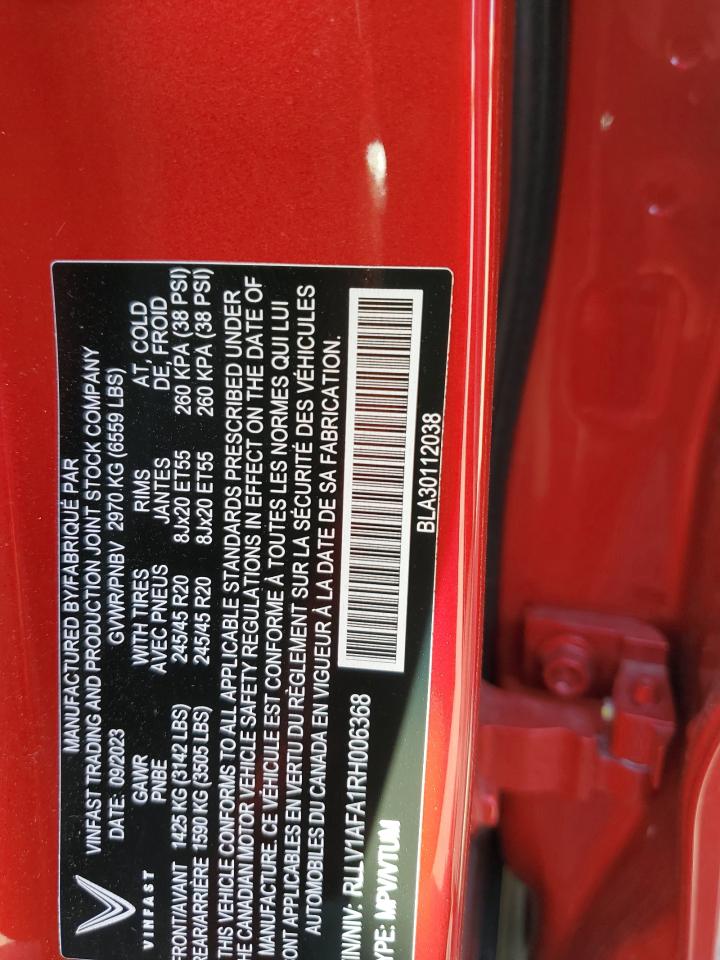 MANUFACTURED BY/FABRIQUÉ PAR
VINFAST TRADING AND PRODUCTION JOINT STOCK COMPANY
DATE: 09/2023 GVWR/PNBV 2970 KG (6559 LBS)
VINFAST
GAWR WITH TIRES RIMS AT, COLD
PNBE AVEC PNEUS JANTES DE, FROID
FRONT/AVANT 1425 KG (3142 LBS) 245/45 R20 8Jx20 ET55 260 KPA (38 PSI)
REAR/ARRIÈRE 1590 KG (3505 LBS) 245/45 R20 8Jx20 ET55 260 KPA (38 PSI)
THIS VEHICLE CONFORMS TO ALL APPLICABLE STANDARDS PRESCRIBED UNDER
THE CANADIAN MOTOR VEHICLE SAFETY REGULATIONS IN EFFECT ON THE DATE OF
MANUFACTURE. CE VÉHICULE EST CONFORME À TOUTES LES NORMES QUI LUI
ONT APPLICABLES EN VERTU DU RÈGLEMENT SUR LA SÉCURITÉ DES VÉHICULES
AUTOMOBILES DU CANADA EN VIGUEUR À LA DATE DE SA FABRICATION.
IN/NIV: RLLV1AFA1RH006368
YPE: MPV/VTUM
BLA30112038